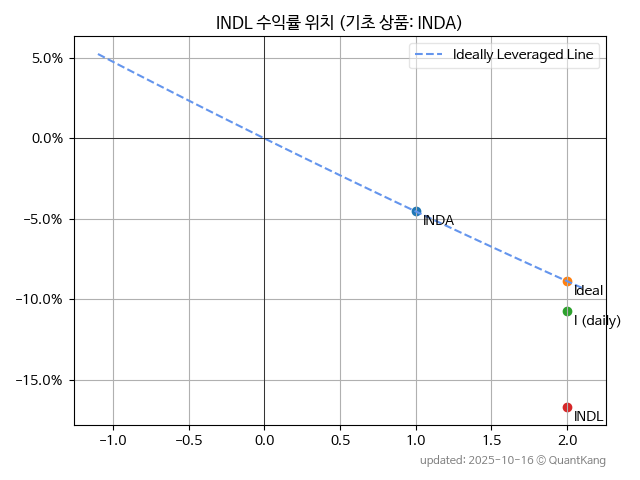 INDL 수익률 위치 (기초 상품: INDA)
Ideally Leveraged Line
5.0%
0.0%
−5.0%
−10.0%
−15.0%
INDA
Ideal
I (daily)
INDL
−1.0 −0.5 0.0 0.5 1.0 1.5 2.0
updated: 2025-10-16 © QuantKang